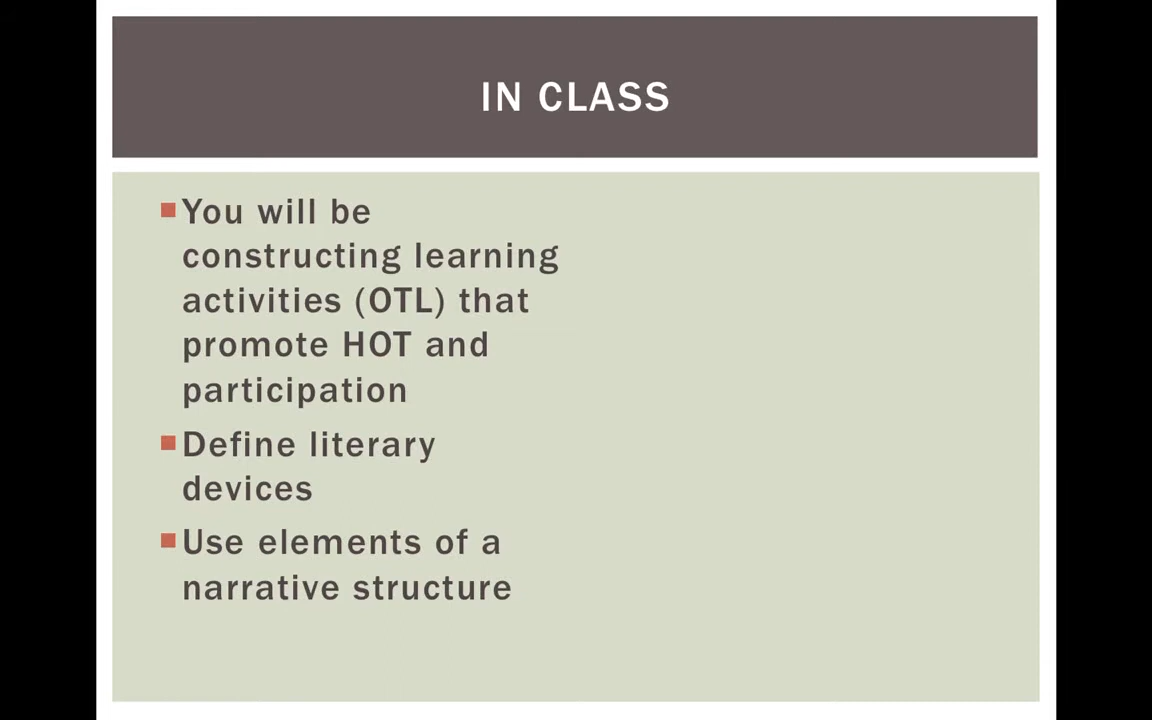 IN CLASS
You will be
constructing learning
activities (OTL) that
promote HOT and
participation
Define literary
devices
Use elements of a
narrative structure